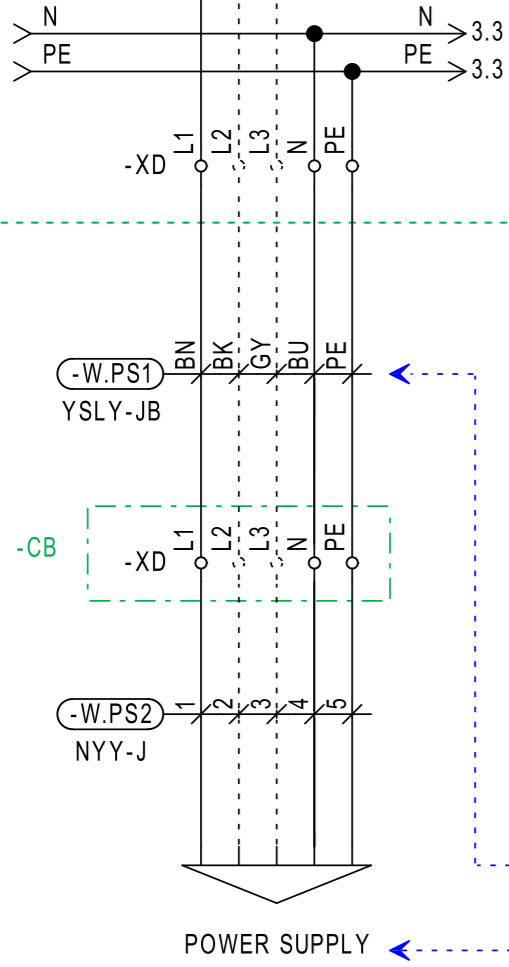 N N 3.3
PE PE 3.3
-XD L1 L2 L3 N PE
-W.PS1 BN BK GY BU PE
YSLY-JB
-CB
-XD L1 L2 L3 N PE
-W.PS2 1 2 3 4 5
NYY-J
POWER SUPPLY